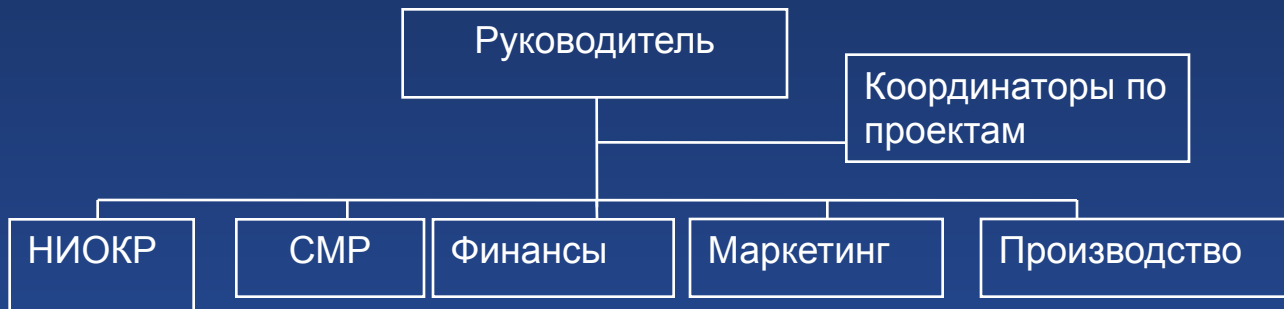 Руководитель
Координаторы по
проектам
НИОКР
СМР
Финансы
Маркетинг
Производство